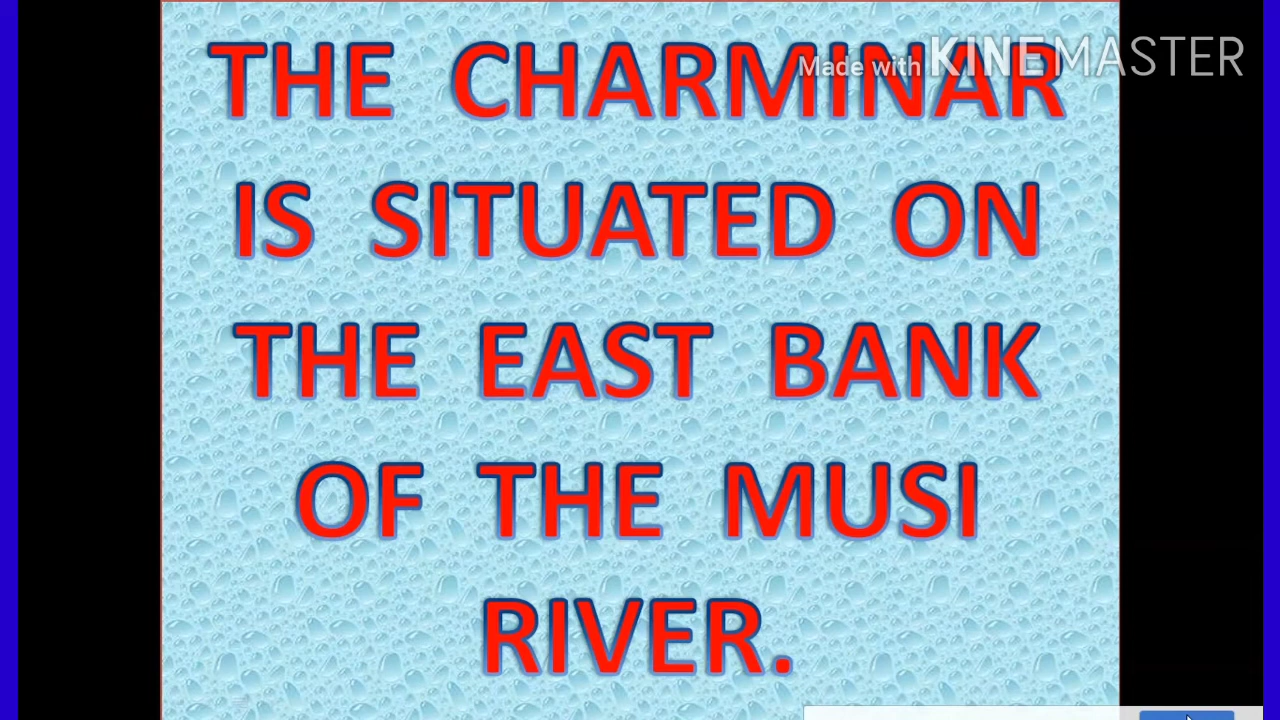 THE CHARMINAR
Made with KINEMASTER
IS SITUATED ON
THE EAST BANK
OF THE MUSI
RIVER.